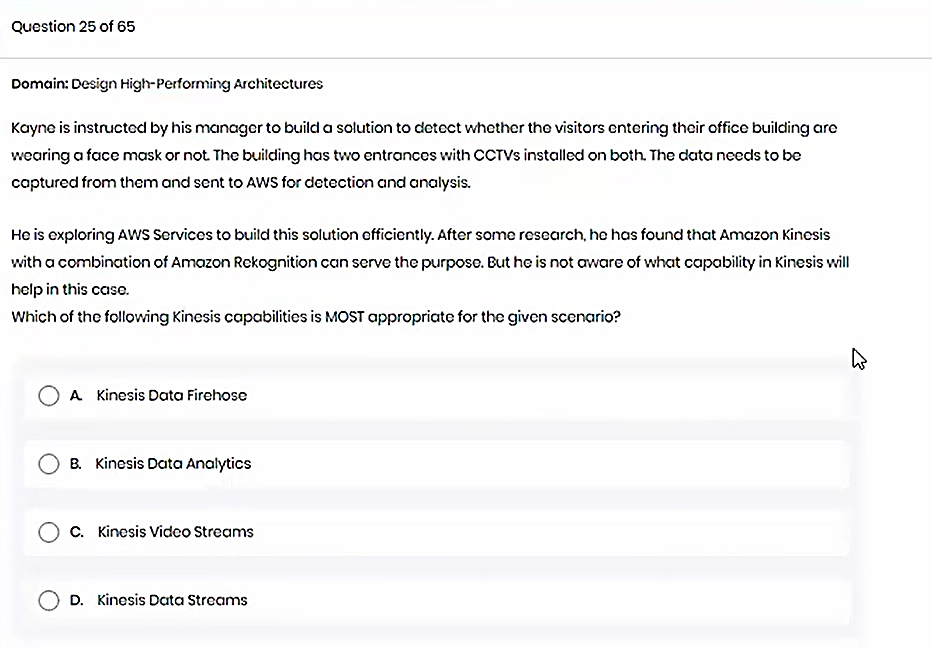 Question 25 of 65
Domain: Design High-Performing Architectures
Kayne is instructed by his manager to build a solution to detect whether the visitors entering their office building are
wearing a face mask or not. The building has two entrances with CCTVs installed on both. The data needs to be
captured from them and sent to AWS for detection and analysis.
He is exploring AWS Services to build this solution efficiently. After some research, he has found that Amazon Kinesis
with a combination of Amazon Rekognition can serve the purpose. But he is not aware of what capability in Kinesis will
help in this case.
Which of the following Kinesis capabilities is MOST appropriate for the given scenario?
A. Kinesis Data Firehose
B. Kinesis Data Analytics
C. Kinesis Video Streams
D. Kinesis Data Streams